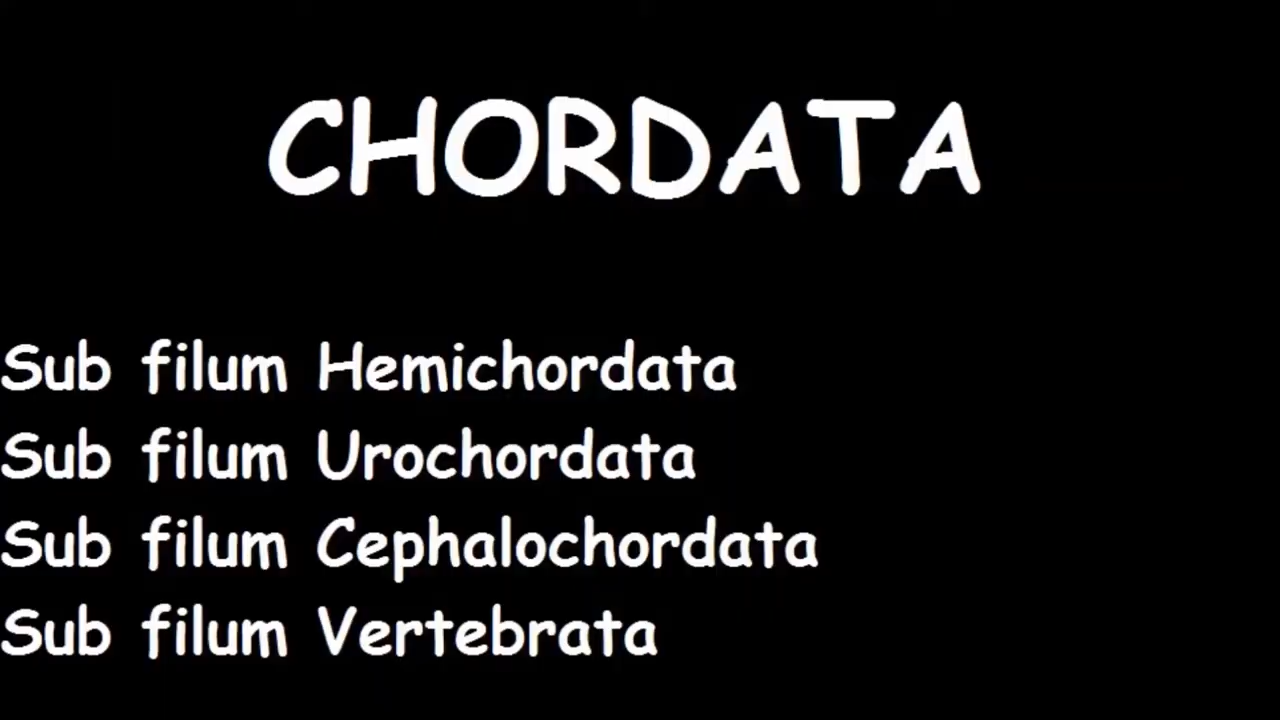 CHORDATA
Sub filum Hemichordata
Sub filum Urochordata
Sub filum Cephalochordata
Sub filum Vertebrata